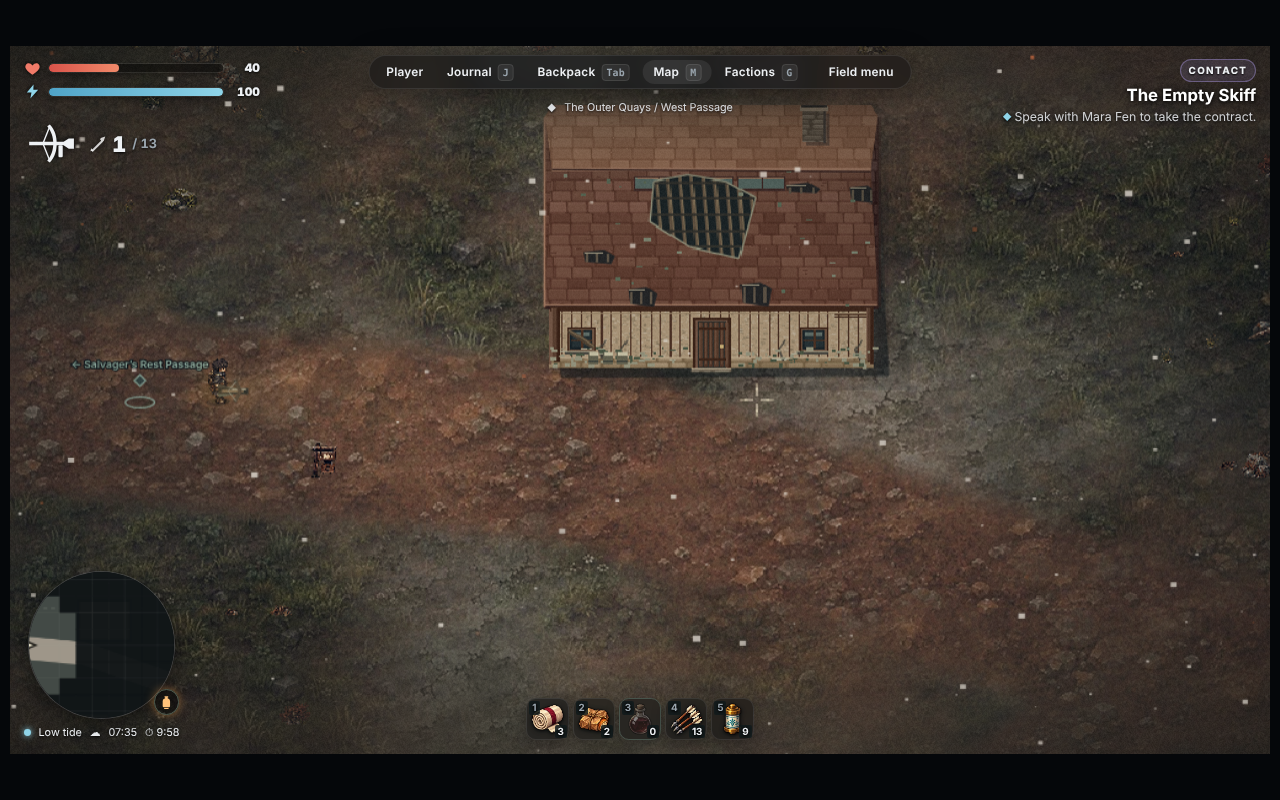 40
100
1 / 13
Player
Journal J
Backpack Tab
Map M
Factions G
Field menu
The Outer Quays / West Passage
CONTACT
The Empty Skiff
Speak with Mara Fen to take the contract.
← Salvager's Rest Passage
Low tide 07:35 9:58
1 3
2 2
3 0
4 13
5 9